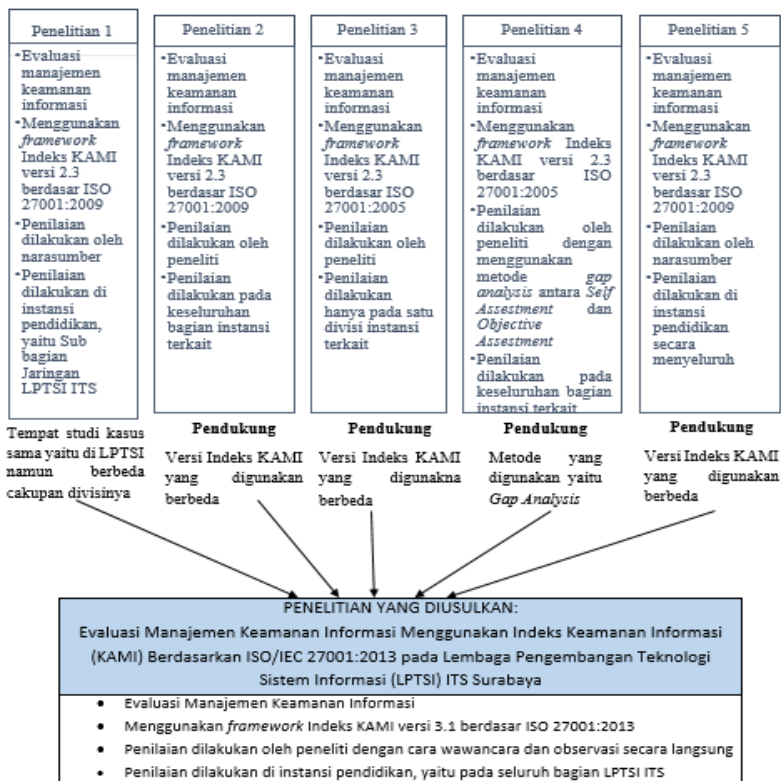 Penelitian 1
-Evaluasi
manajemen
keamanan
informasi
-Menggunakan
framework
Indeks KAMI
versi 2.3
berdasar ISO
27001:2009
-Penilaian
dilakukan oleh
narasumber
-Penilaian
dilakukan di
instansi
pendidikan,
yaitu Sub
bagian
Jaringan
LPTSI ITS
Tempat studi kasus
sama yaitu di LPTSI
namun berbeda
cakupan divisinya
Penelitian 2
-Evaluasi
manajemen
keamanan
informasi
-Menggunakan
framework
Indeks KAMI
versi 2.3
berdasar ISO
27001:2009
-Penilaian
dilakukan oleh
peneliti
-Penilaian
dilakukan pada
keseluruhan
bagian instansi
terkait
Pendukung
Versi Indeks KAMI
yang digunakan
berbeda
Penelitian 3
-Evaluasi
manajemen
keamanan
informasi
-Menggunakan
framework
Indeks KAMI
versi 2.3
berdasar ISO
27001:2005
-Penilaian
dilakukan oleh
peneliti
-Penilaian
dilakukan
hanya pada satu
divisi instansi
terkait
Pendukung
Versi Indeks KAMI
yang digunakna
berbeda
Penelitian 4
-Evaluasi
manajemen
keamanan
informasi
-Menggunakan
framework Indeks
KAMI versi 2.3
berdasar ISO
27001:2005
-Penilaian
dilakukan oleh
peneliti dengan
menggunakan
metode gap
analysis antara Self
Assestment dan
Objective
Assestment
-Penilaian
dilakukan pada
keseluruhan bagian
instansi terkait
Pendukung
Metode yang
digunakan yaitu
Gap Analysis
Penelitian 5
-Evaluasi
manajemen
keamanan
informasi
-Menggunakan
framework
Indeks KAMI
versi 2.3
berdasar ISO
27001:2009
-Penilaian
dilakukan oleh
narasumber
-Penilaian
dilakukan di
instansi
pendidikan
secara
menyeluruh
Pendukung
Versi Indeks KAMI
yang digunakan
berbeda
PENELITIAN YANG DIUSULKAN:
Evaluasi Manajemen Keamanan Informasi Menggunakan Indeks Keamanan Informasi
(KAMI) Berdasarkan ISO/IEC 27001:2013 pada Lembaga Pengembangan Teknologi
Sistem Informasi (LPTSI) ITS Surabaya
• Evaluasi Manajemen Keamanan Informasi
• Menggunakan framework Indeks KAMI versi 3.1 berdasar ISO 27001:2013
• Penilaian dilakukan oleh peneliti dengan cara wawancara dan observasi secara langsung
• Penilaian dilakukan di instansi pendidikan, yaitu pada seluruh bagian LPTSI ITS